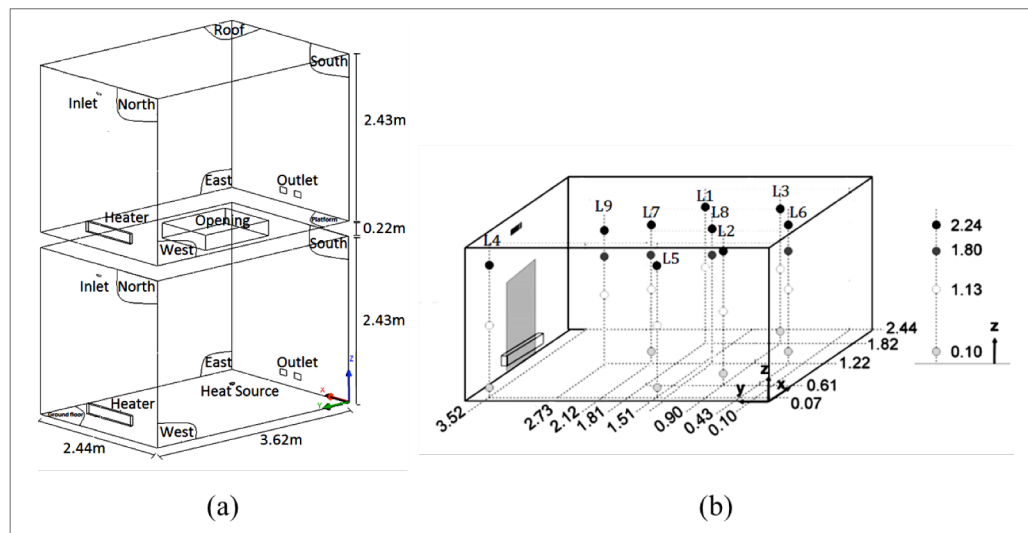 Roof
South
Inlet
North
2.43m
East
Outlet
Heater
Opening
Platform
0.22m
West
South
Inlet
North
2.43m
East
Outlet
Heat Source
Heater
Ground floor
West
z
x
Y
2.44m
3.62m
(a)
L1
L3
L9
L7
L8
L6
L4
L2
L5
2.24
1.80
1.13
z
0.10
2.44
1.82
1.22
z
y
x
0.61
0.07
3.52
2.73
2.12
1.81
1.51
0.90
0.43
0.10
(b)